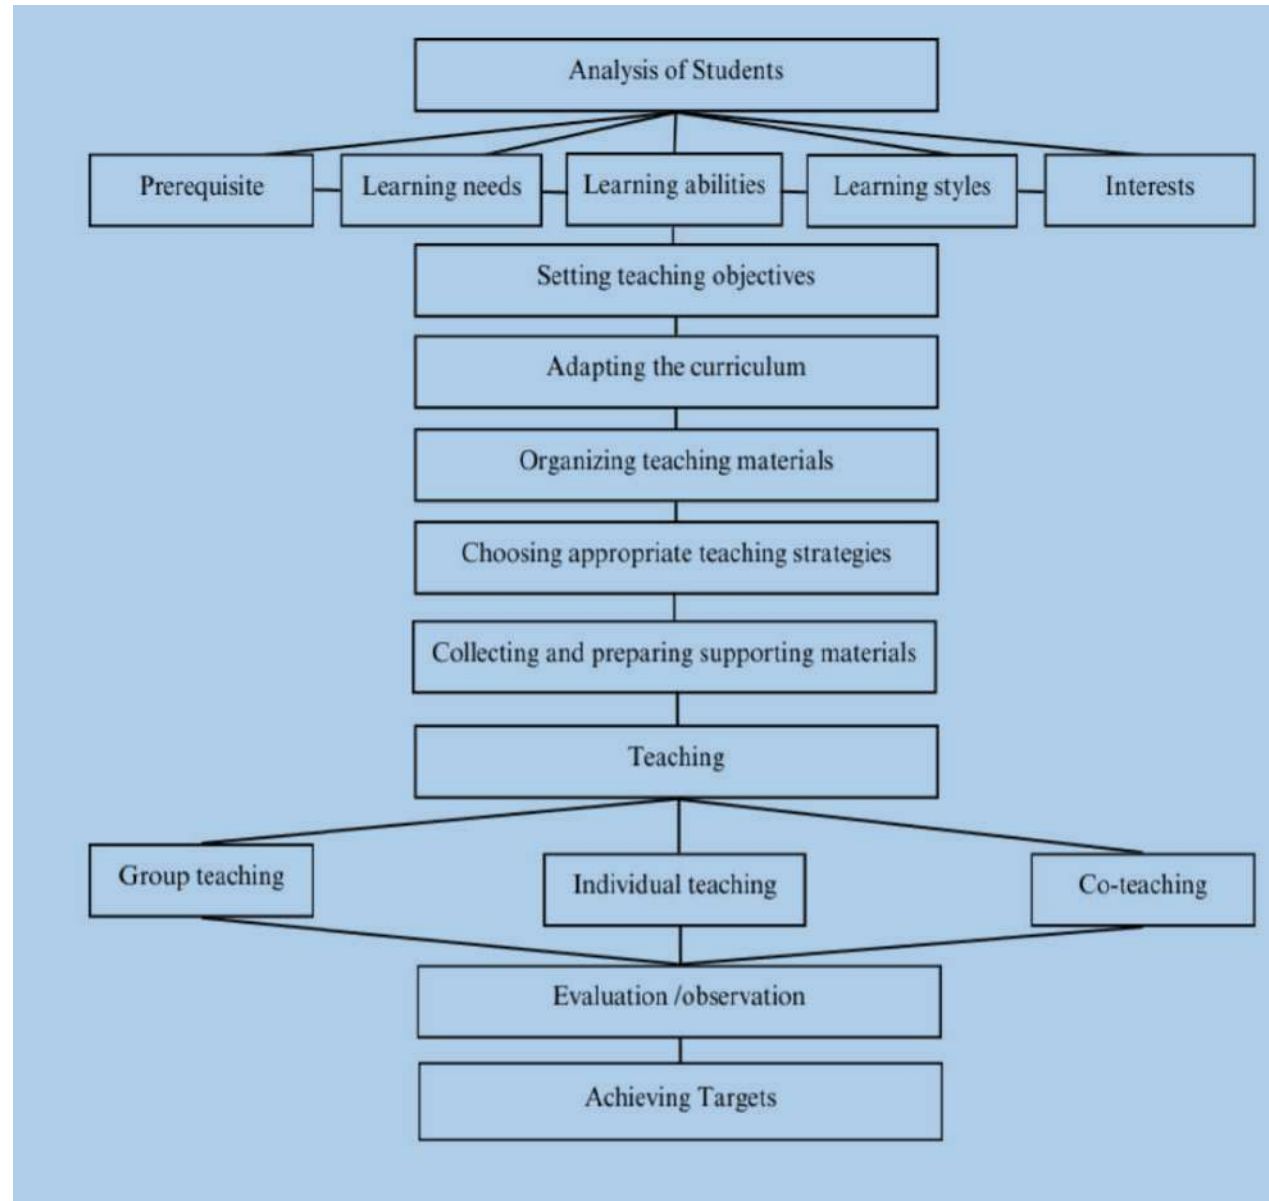 Analysis of Students
Prerequisite
Learning needs
Learning abilities
Learning styles
Interests
Setting teaching objectives
Adapting the curriculum
Organizing teaching materials
Choosing appropriate teaching strategies
Collecting and preparing supporting materials
Teaching
Group teaching
Individual teaching
Co-teaching
Evaluation /observation
Achieving Targets